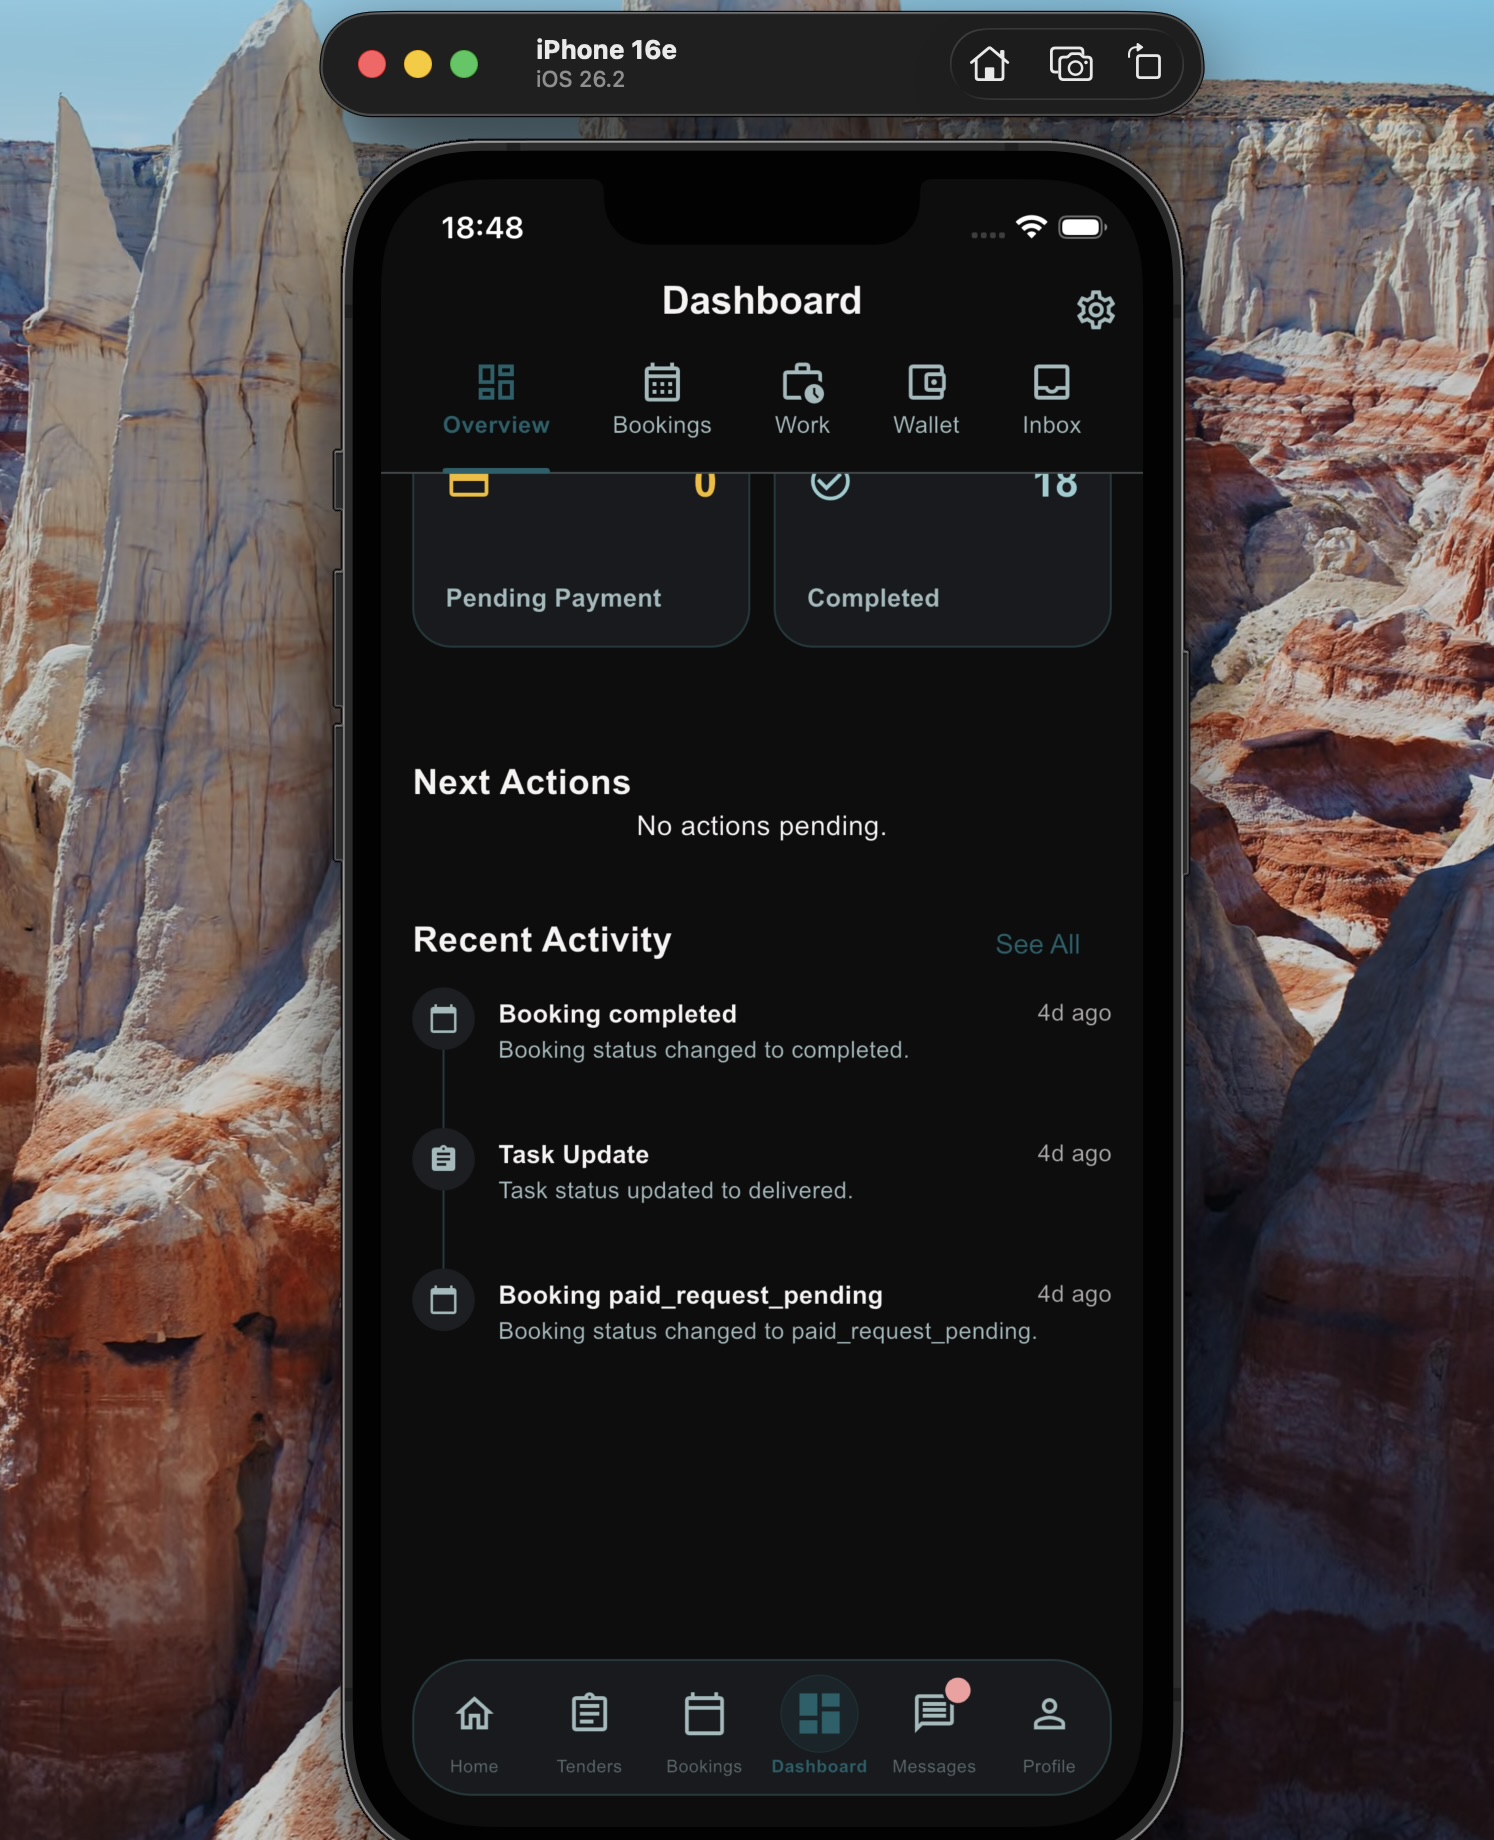 iPhone 16e
iOS 26.2
18:48
Dashboard
Overview
Bookings
Work
Wallet
Inbox
0
18
Pending Payment
Completed
Next Actions
No actions pending.
Recent Activity
See All
Booking completed
4d ago
Booking status changed to completed.
Task Update
4d ago
Task status updated to delivered.
Booking paid_request_pending
4d ago
Booking status changed to paid_request_pending.
Home
Tenders
Bookings
Dashboard
Messages
Profile